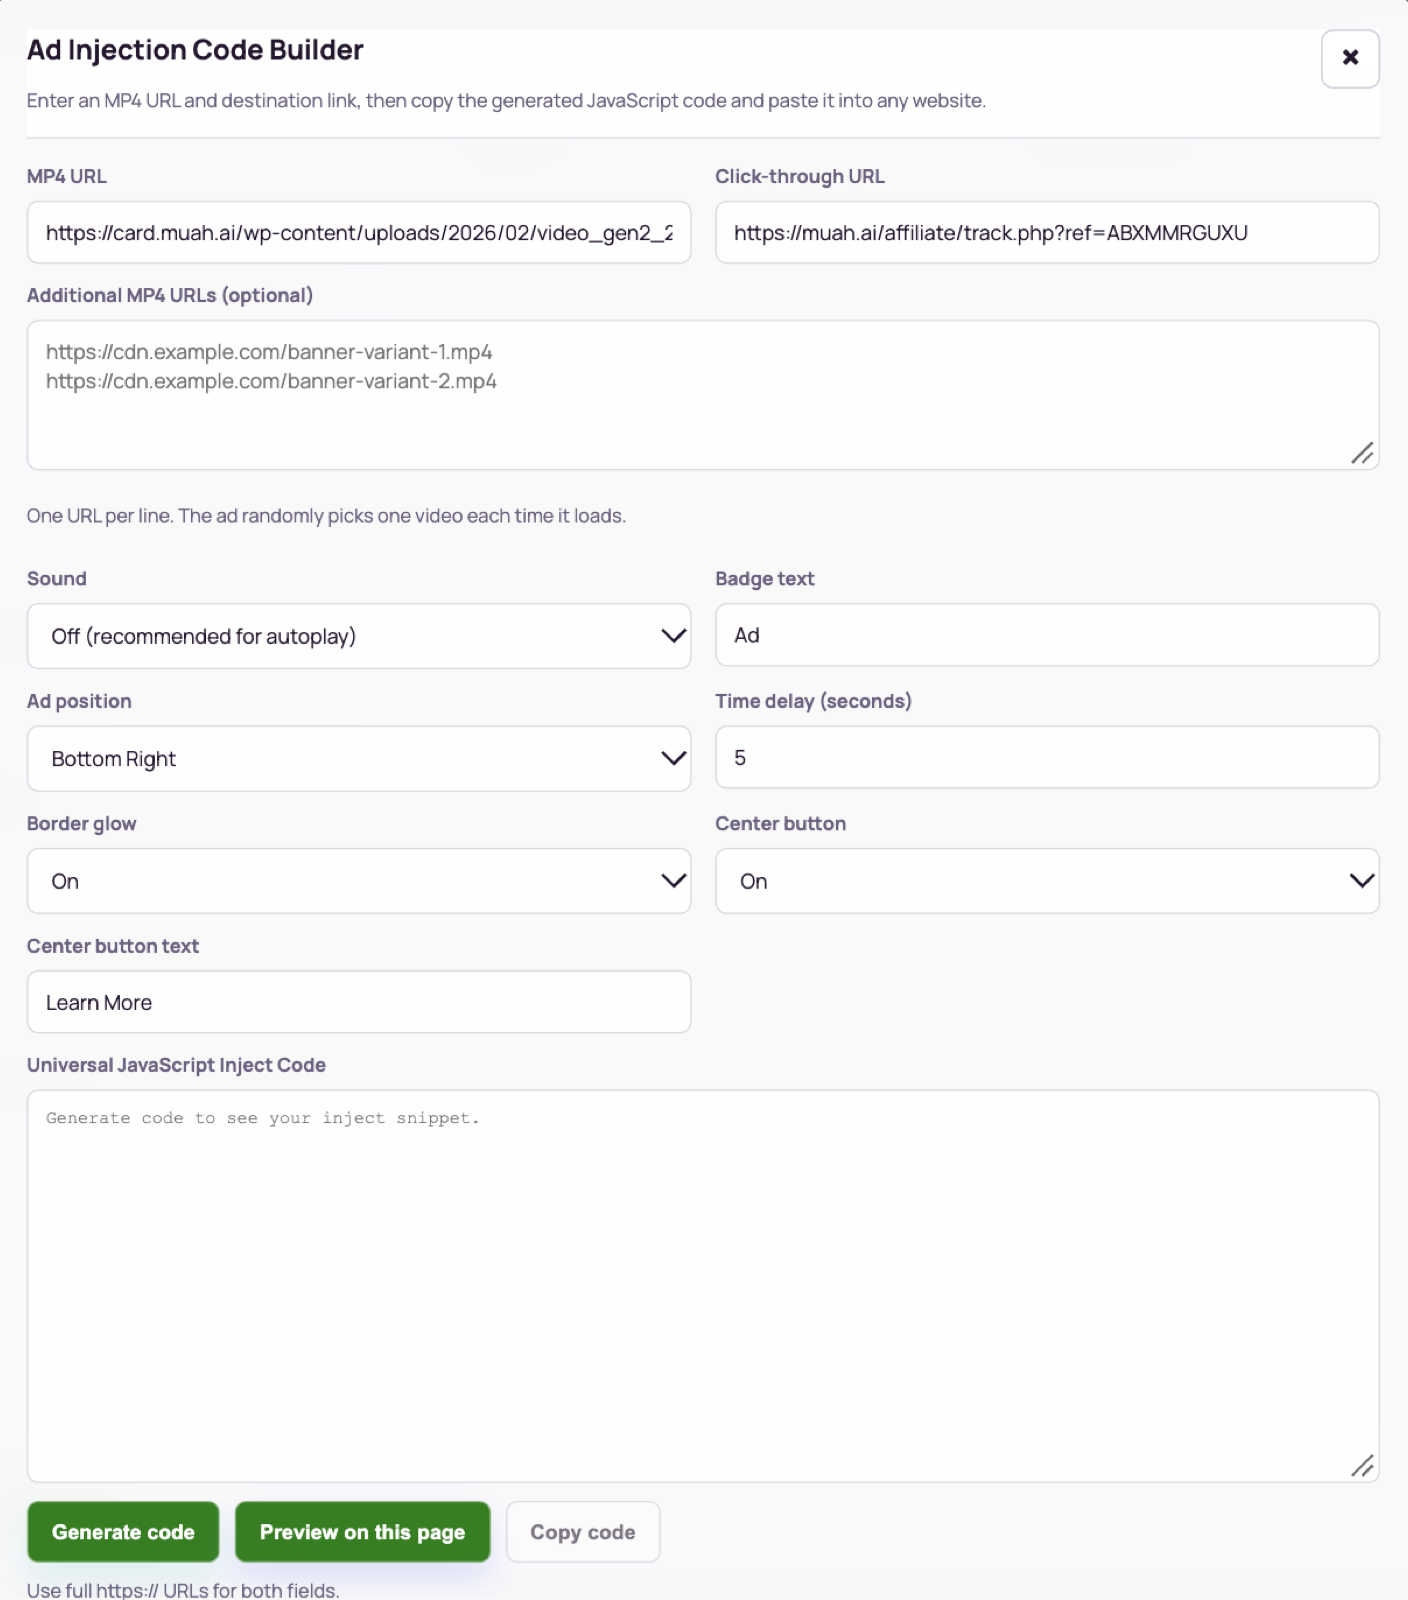 Ad Injection Code Builder
Enter an MP4 URL and destination link, then copy the generated JavaScript code and paste it into any website.
MP4 URL
Click-through URL
https://card.muah.ai/wp-content/uploads/2026/02/video_gen2_2
https://muah.ai/affiliate/track.php?ref=ABXMMRGUXU
Additional MP4 URLs (optional)
https://cdn.example.com/banner-variant-1.mp4
https://cdn.example.com/banner-variant-2.mp4
One URL per line. The ad randomly picks one video each time it loads.
Sound
Badge text
Off (recommended for autoplay)
Ad
Ad position
Time delay (seconds)
Bottom Right
5
Border glow
Center button
On
On
Center button text
Learn More
Universal JavaScript Inject Code
Generate code to see your inject snippet.
Generate code
Preview on this page
Copy code
Use full https:// URLs for both fields.